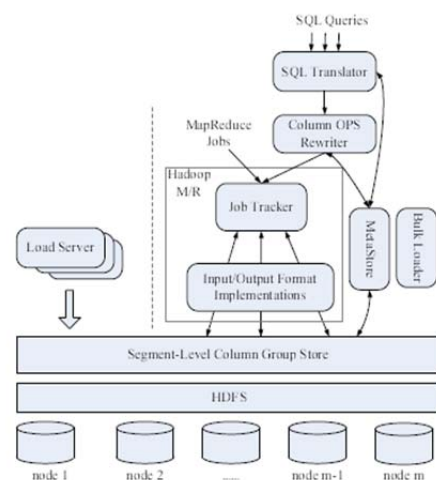 SQL Queries
SQL Translator
MapReduce
Jobs
Column OPS
Rewriter
Hadoop
M/R
Job Tracker
Load Server
MetaStore
Bulk Loader
Input/Output Format
Implementations
Segment-Level Column Group Store
HDFS
node 1
node 2
node m-1
node m